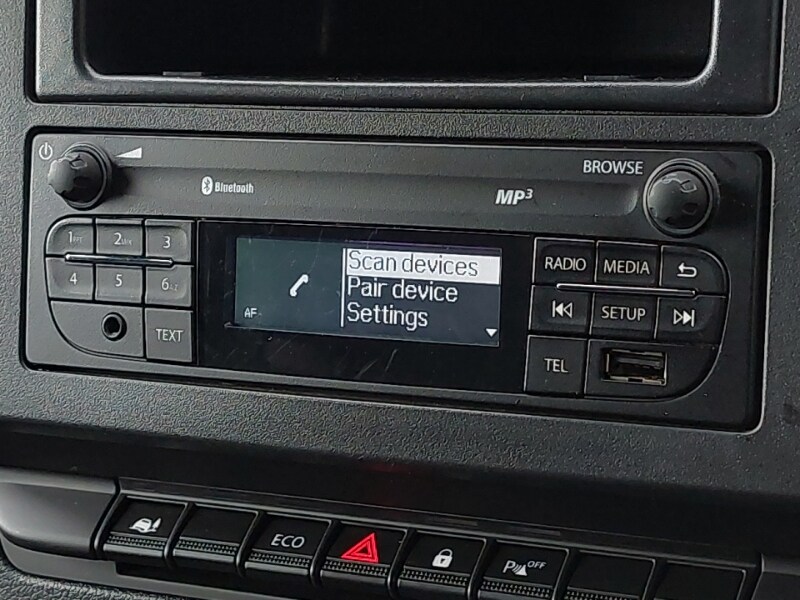 BROWSE
Bluetooth
MP3
1 2 3
4 5 6
TEXT
AF
Scan devices
Pair device
Settings
RADIO MEDIA
SETUP
TEL
ECO
P OFF